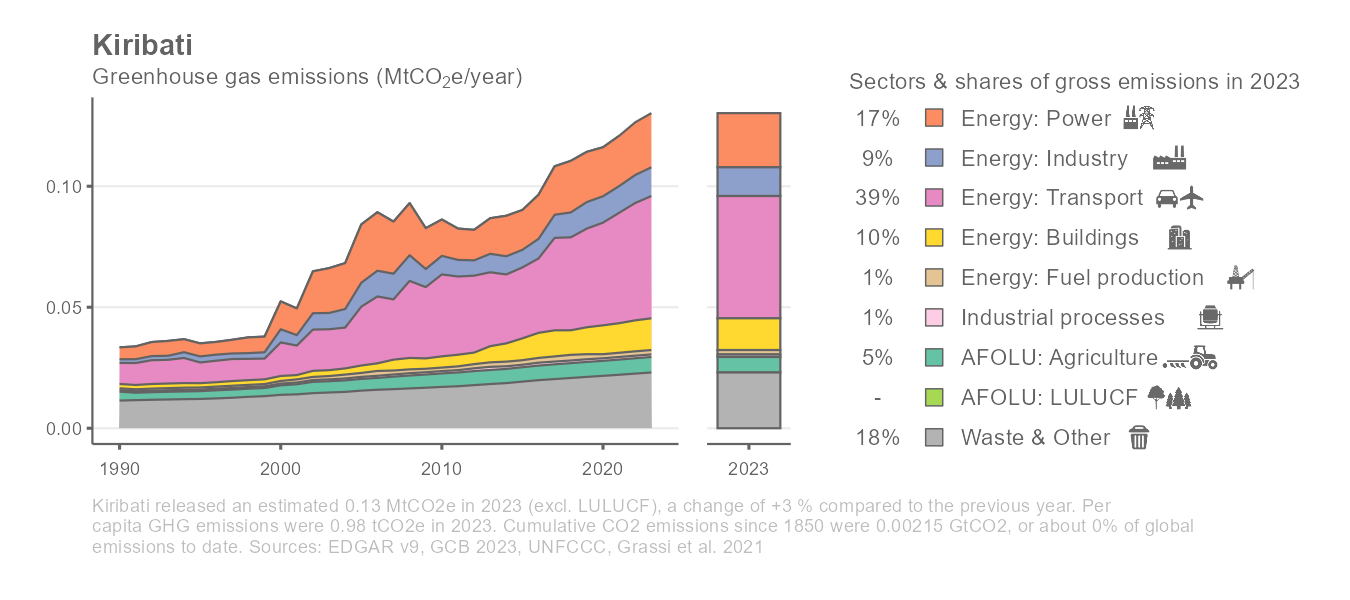 Kiribati
Greenhouse gas emissions (MtCO₂e/year)
Sectors & shares of gross emissions in 2023
17% Energy: Power
9% Energy: Industry
39% Energy: Transport
10% Energy: Buildings
1% Energy: Fuel production
1% Industrial processes
5% AFOLU: Agriculture
- AFOLU: LULUCF
18% Waste & Other
0.10
0.05
0.00
1990 2000 2010 2020 2023
Kiribati released an estimated 0.13 MtCO2e in 2023 (excl. LULUCF), a change of +3 % compared to the previous year. Per
capita GHG emissions were 0.98 tCO2e in 2023. Cumulative CO2 emissions since 1850 were 0.00215 GtCO2, or about 0% of global
emissions to date. Sources: EDGAR v9, GCB 2023, UNFCCC, Grassi et al. 2021